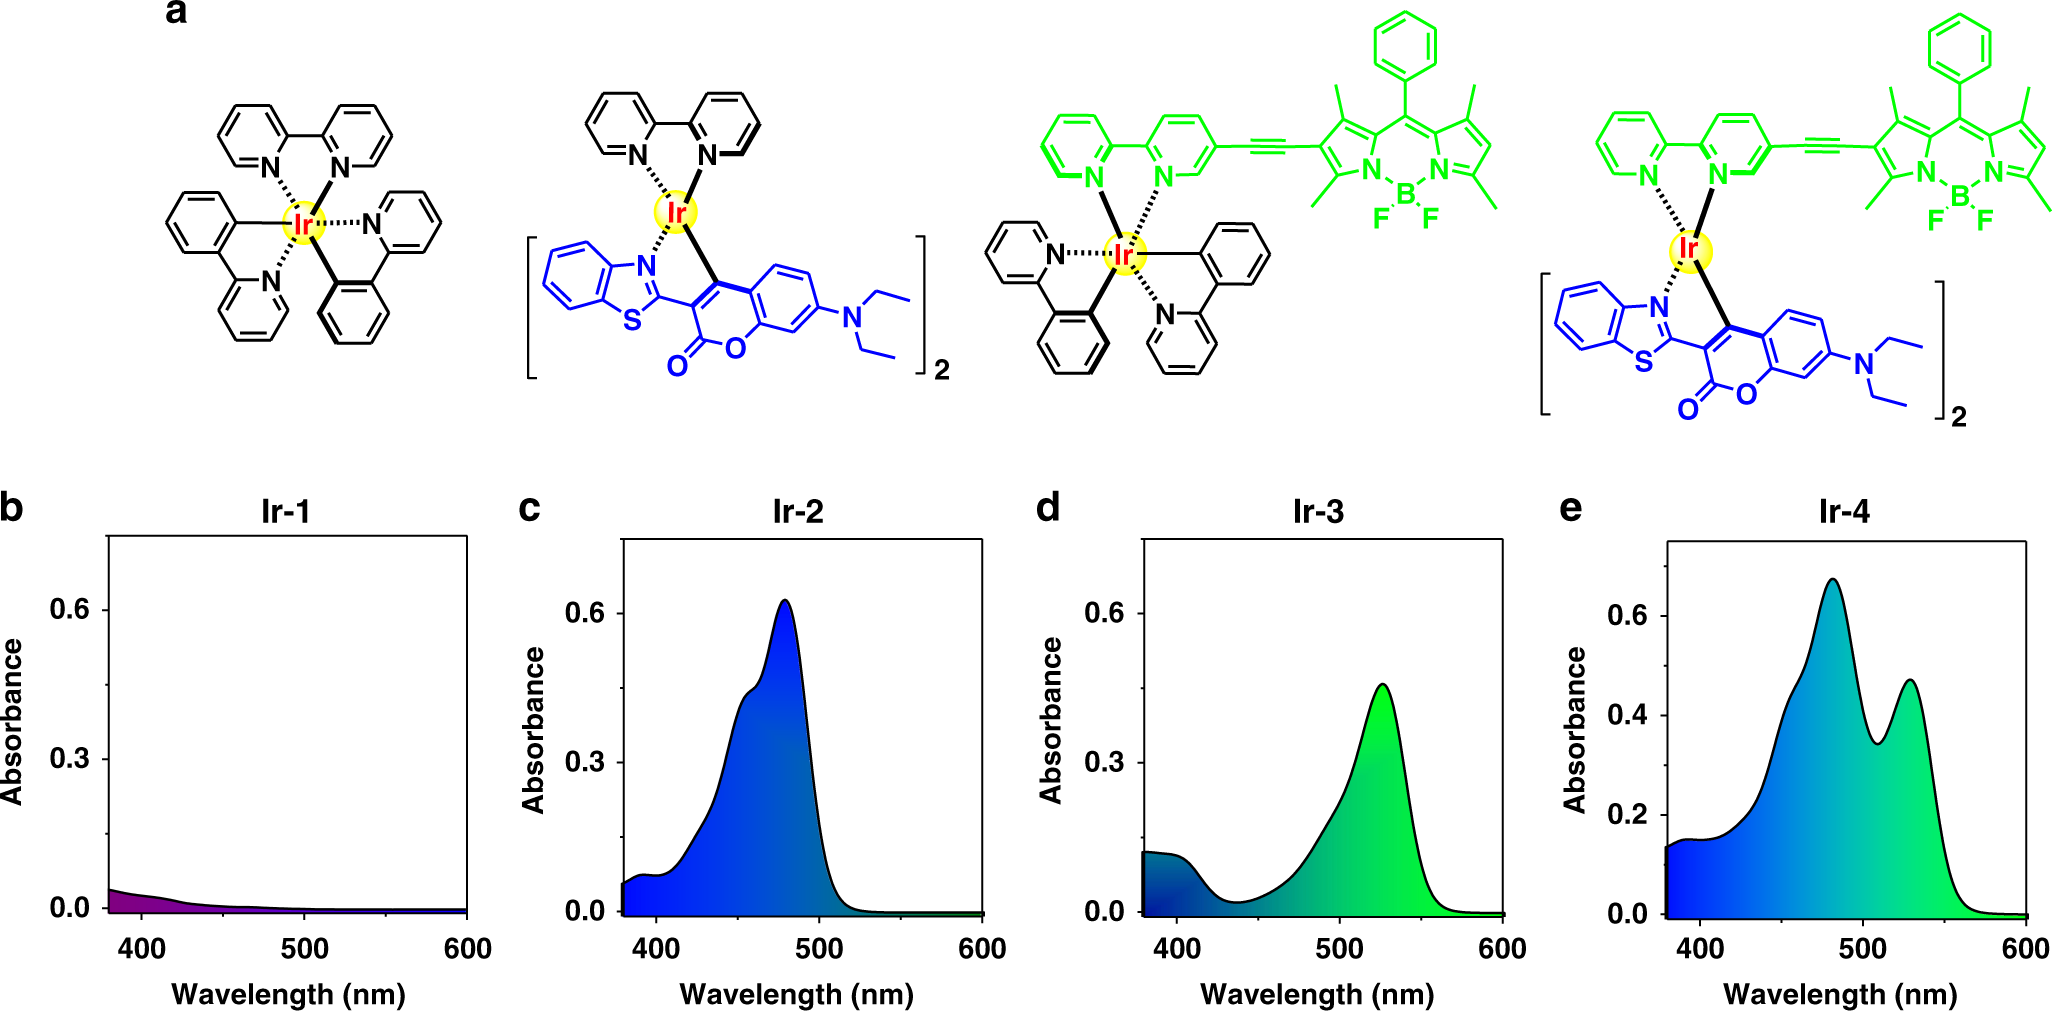 a
N N
Ir N
N
N N
Ir
N
S
N
O
O
2
N N
N N
B
F F
N Ir
N
N N
N N
B
F F
Ir
N
S
N
O
O
2
b Ir-1
c Ir-2
d Ir-3
e Ir-4
Absorbance
0.6
0.3
0.0
400 500 600
Wavelength (nm)
Absorbance
0.6
0.3
0.0
400 500 600
Wavelength (nm)
Absorbance
0.6
0.3
0.0
400 500 600
Wavelength (nm)
Absorbance
0.6
0.4
0.2
0.0
400 500 600
Wavelength (nm)